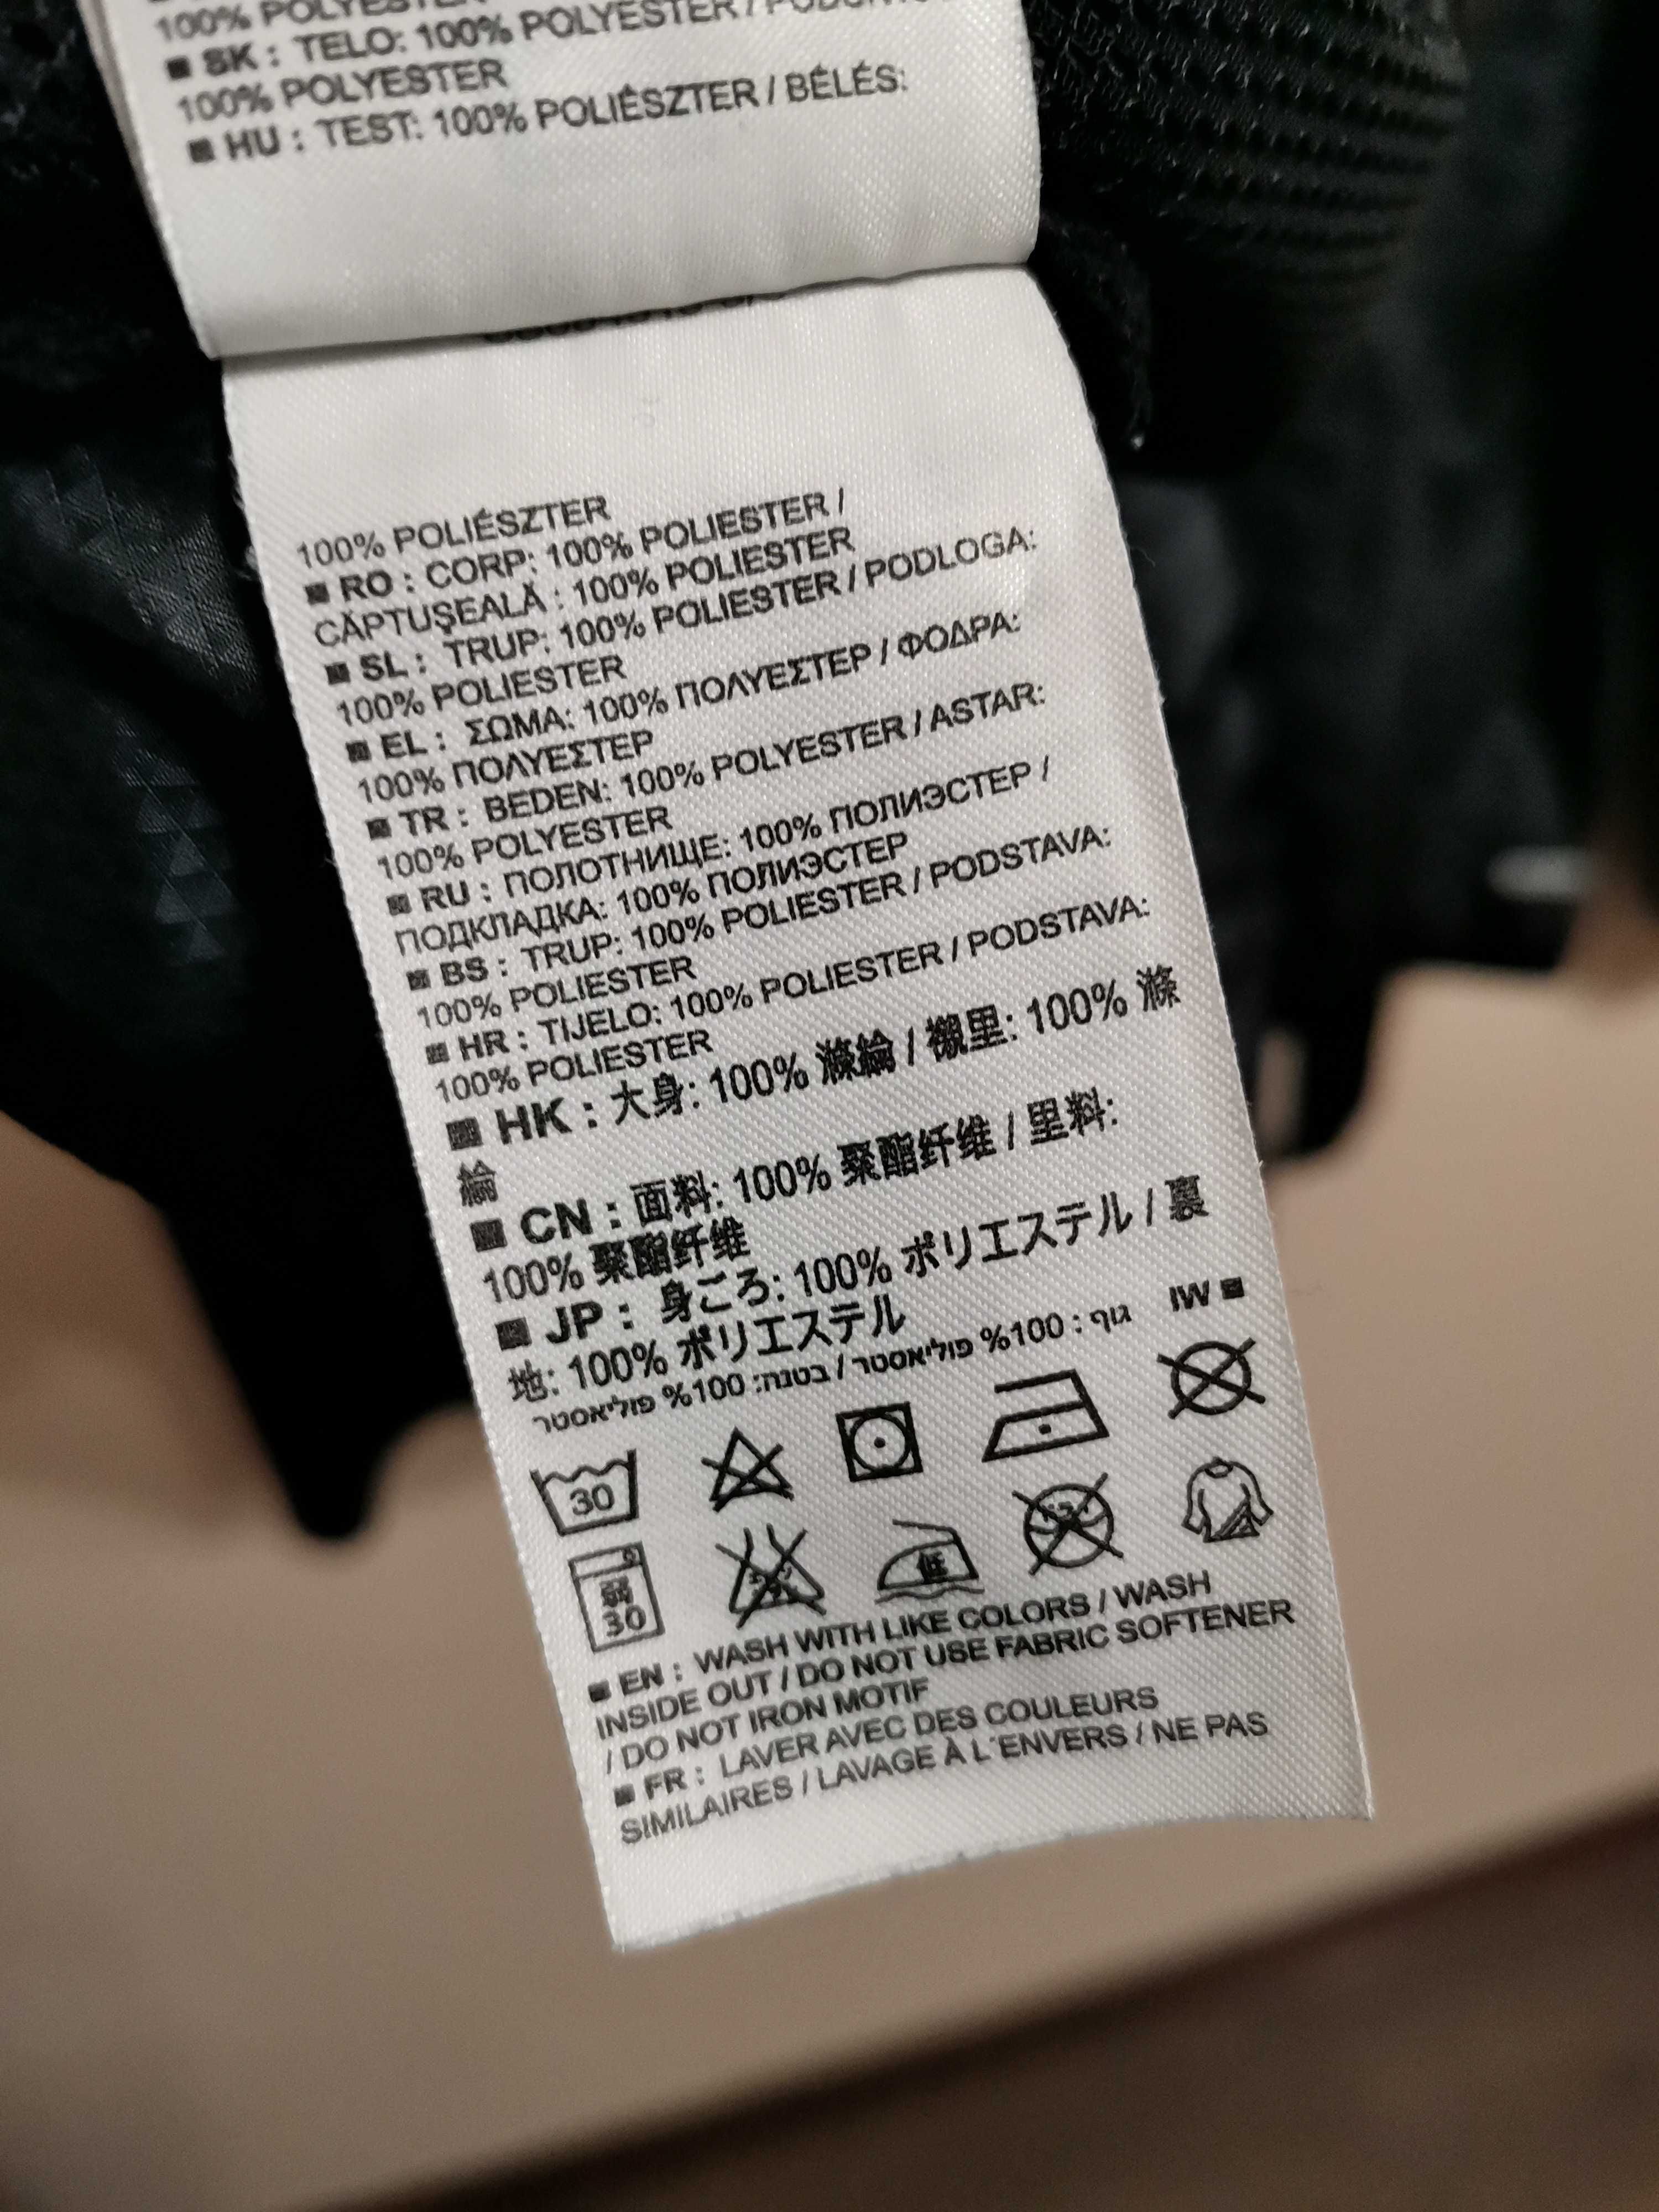 100% POLYESTER
■ SK : TELO: 100% POLYESTER /
100% POLYESTER
■ HU : TEST: 100% POLIÉSZTER / BÉLÉS:
100% POLIÉSZTER
■ RO : CORP: 100% POLIESTER /
CĂPTUŞEALĂ : 100% POLIESTER
■ SL : TRUP: 100% POLIESTER / PODLOGA:
100% POLIESTER
■ EL : ΣΩΜΑ: 100% ΠΟΛΥΕΣΤΕΡ / ΦΟΔΡΑ:
100% ΠΟΛΥΕΣΤΕΡ
■ TR : BEDEN: 100% POLYESTER / ASTAR:
100% POLYESTER
■ RU : ПОЛОТНИЩЕ: 100% ПОЛИЭСТЕР /
ПОДКЛАДКА: 100% ПОЛИЭСТЕР
■ BS : TRUP: 100% POLIESTER / PODSTAVA:
100% POLIESTER
■ HR : TIJELO: 100% POLIESTER / PODSTAVA:
100% POLIESTER
■ HK : 大身: 100% 滌綸 / 襯里: 100% 滌
綸
■ CN : 面料: 100% 聚酯纤维 / 里料:
100% 聚酯纤维
■ JP : 身ごろ: 100% ポリエステル / 裏
地: 100% ポリエステル
■ IW גוף : 100% פוליאסטר / בטנה: 100% פוליאסטר
30
弱
30
低
■ EN : WASH WITH LIKE COLORS / WASH
INSIDE OUT / DO NOT USE FABRIC SOFTENER
/ DO NOT IRON MOTIF
■ FR : LAVER AVEC DES COULEURS
SIMILAIRES / LAVAGE À L´ENVERS / NE PAS